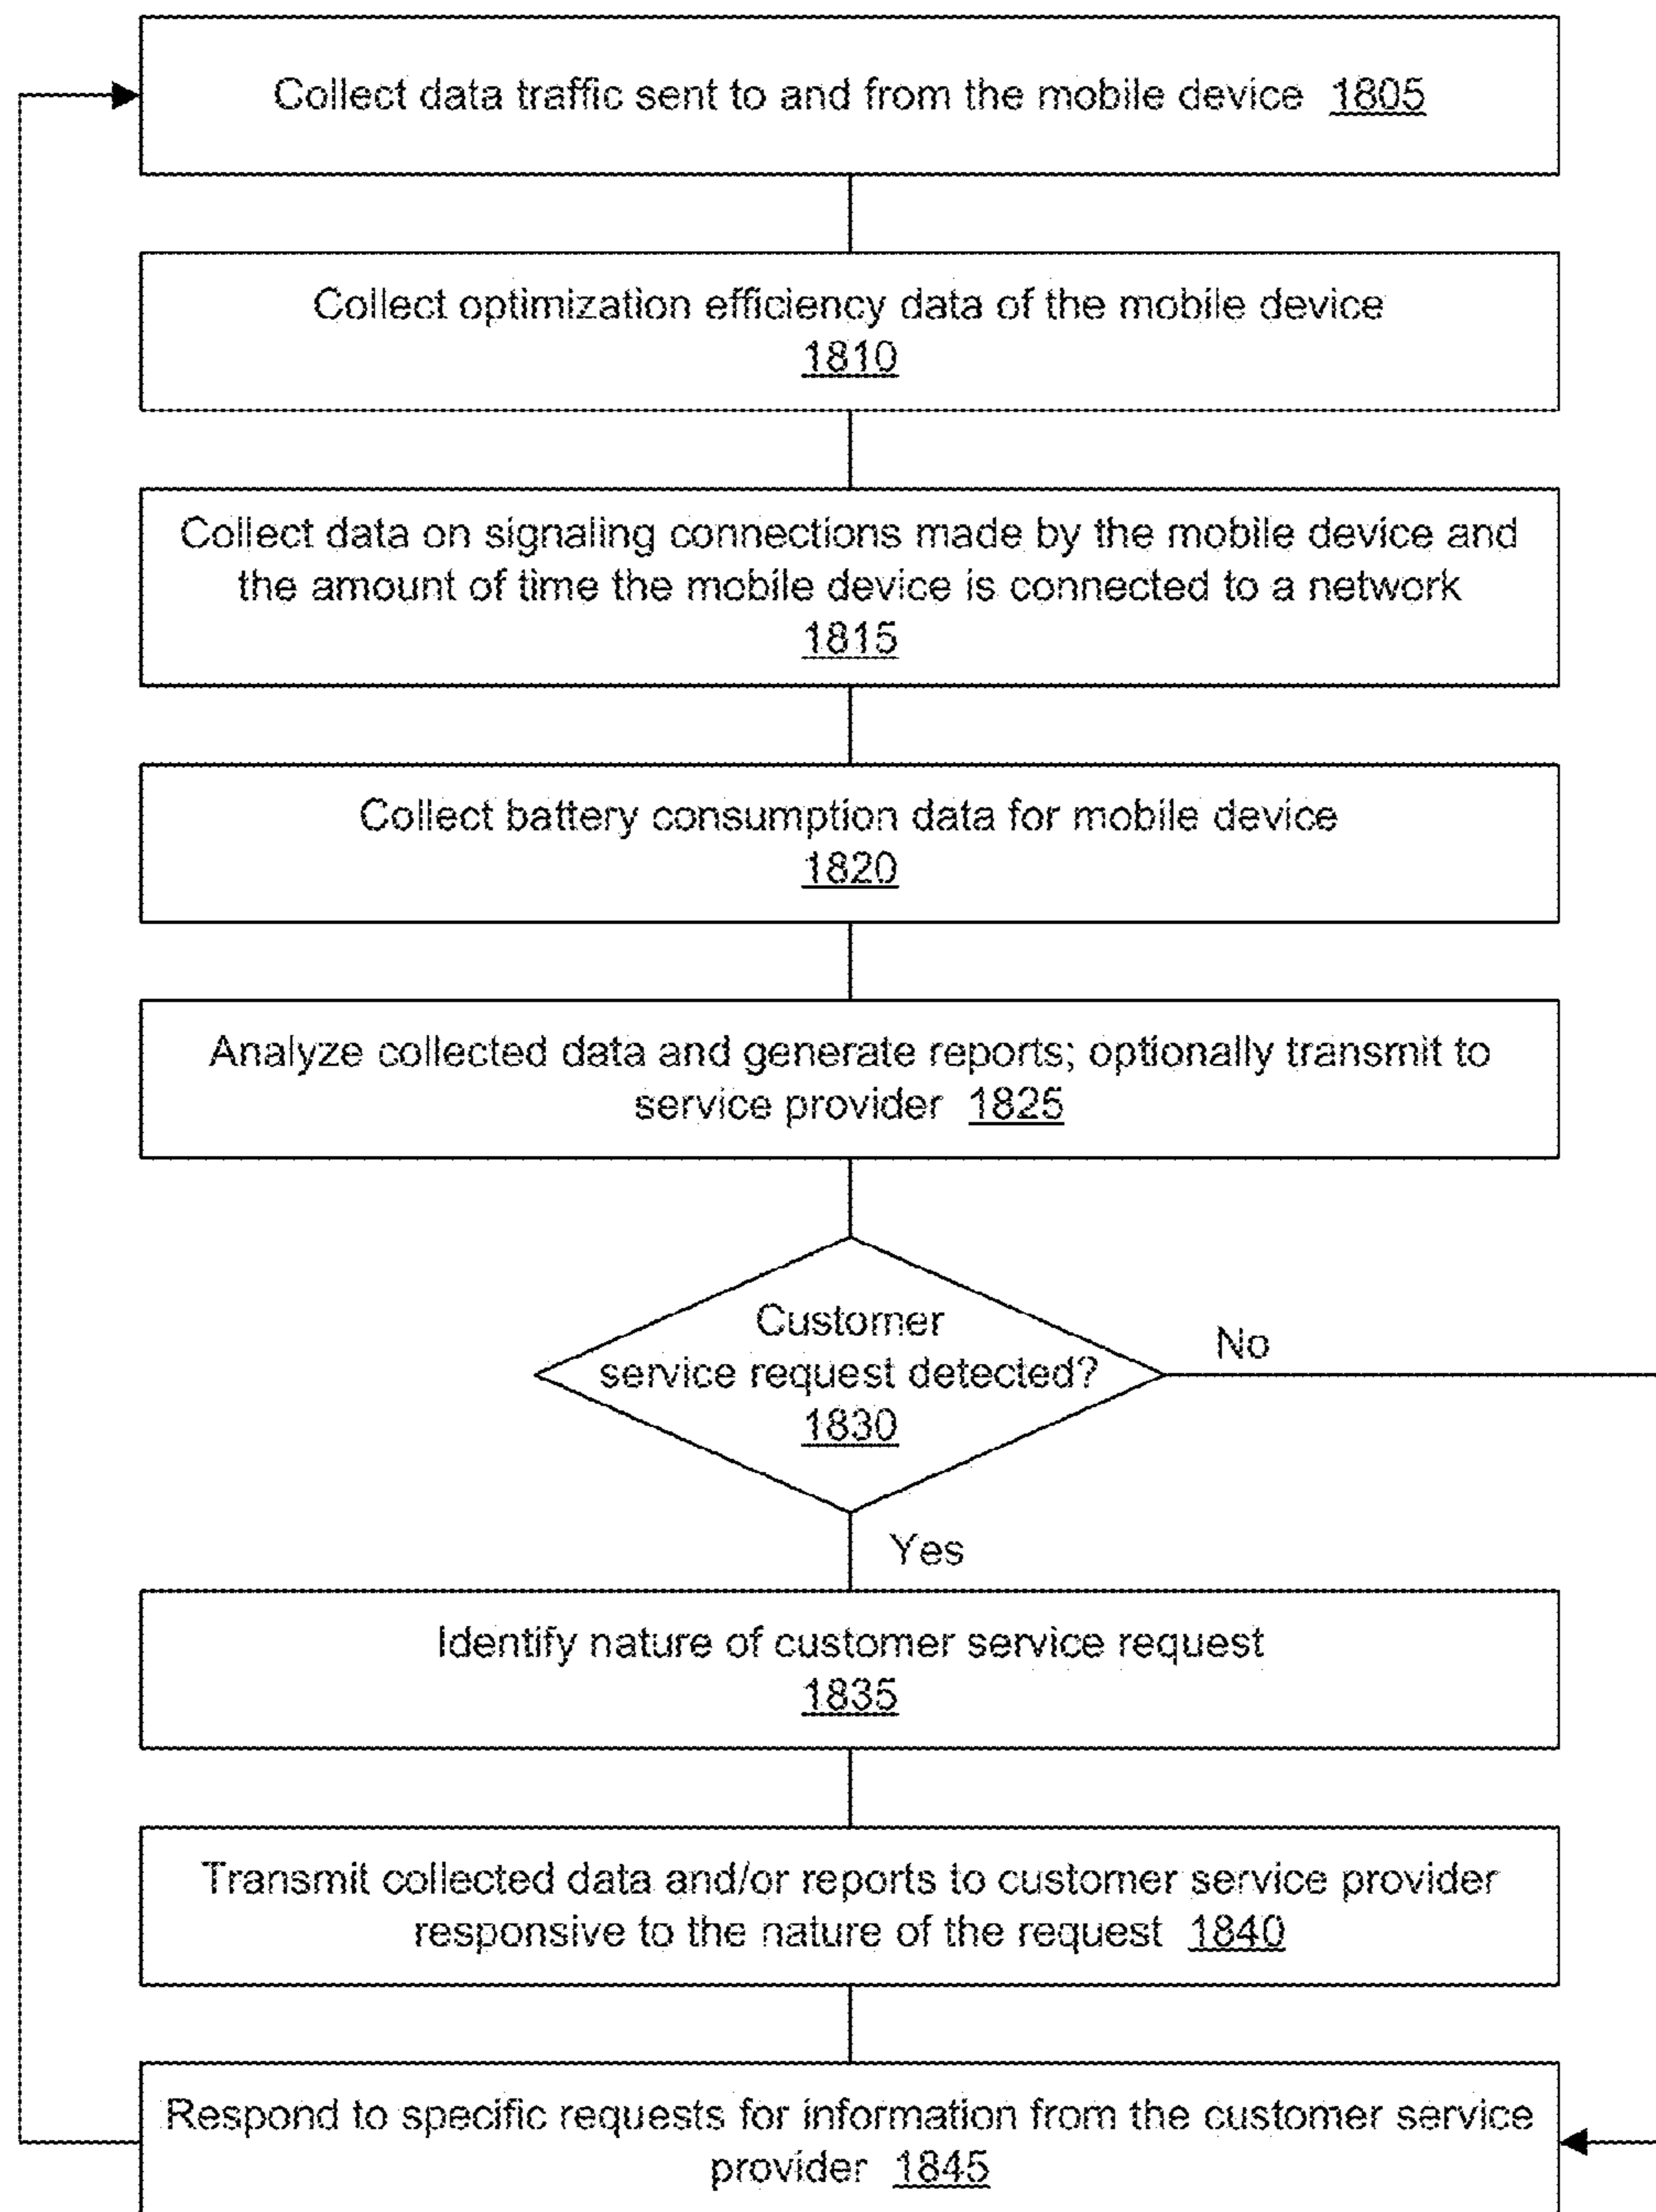 Collect data traffic sent to and from the mobile device 1805
Collect optimization efficiency data of the mobile device
1810
Collect data on signaling connections made by the mobile device and
the amount of time the mobile device is connected to a network
1815
Collect battery consumption data for mobile device
1820
Analyze collected data and generate reports; optionally transmit to
service provider 1825
Customer
service request detected?
1830
No
Yes
Identify nature of customer service request
1835
Transmit collected data and/or reports to customer service provider
responsive to the nature of the request 1840
Respond to specific requests for information from the customer service
provider 1845